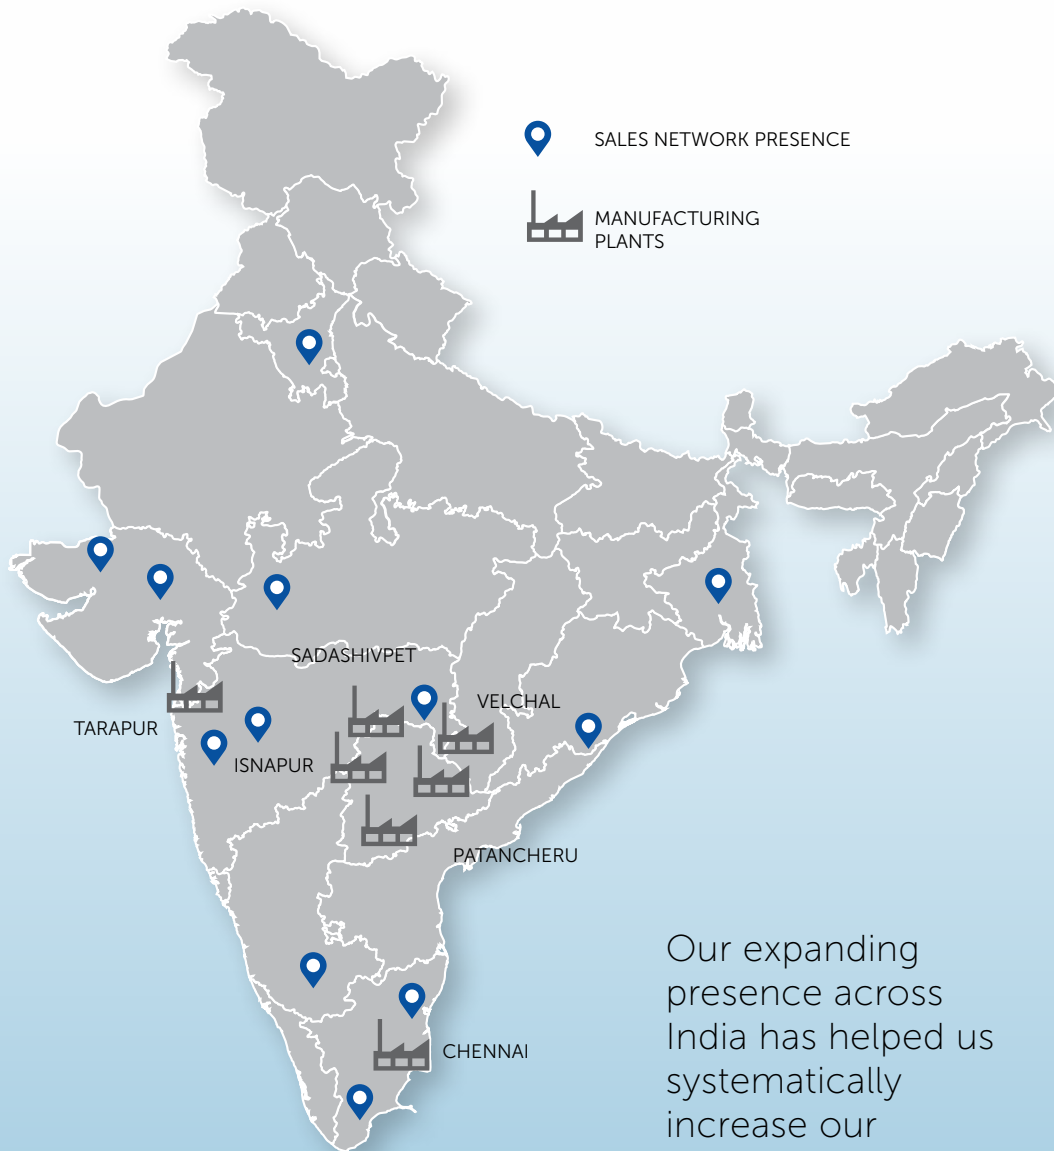 SALES NETWORK PRESENCE
MANUFACTURING
PLANTS
SADASHIVPET
VELCHAL
TARAPUR
ISNAPUR
PATANCHERU
Our expanding
presence across
India has helped us
systematically
increase our
CHENNAI